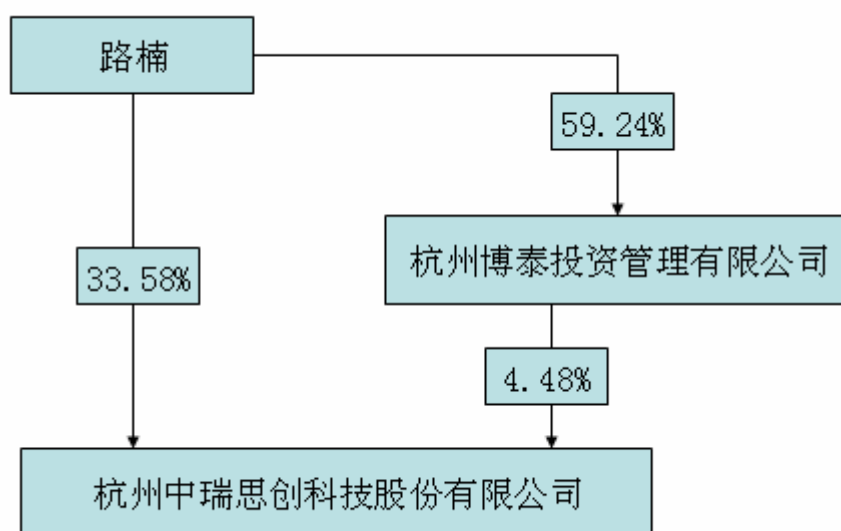 路楠
59.24%
杭州博泰投资管理有限公司
33.58%
4.48%
杭州中瑞思创科技股份有限公司